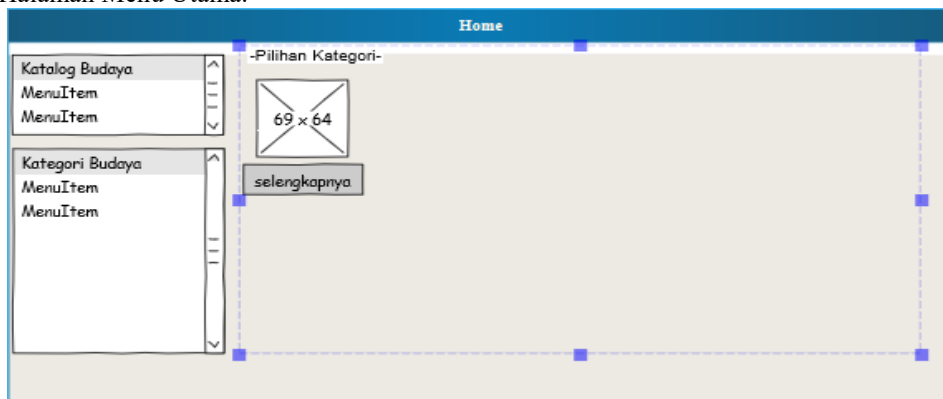 Halaman Menu Utama.
Home
Katalog Budaya
MenuItem
MenuItem
Kategori Budaya
MenuItem
MenuItem
-Pilihan Kategori-
69 x 64
selengkapnya